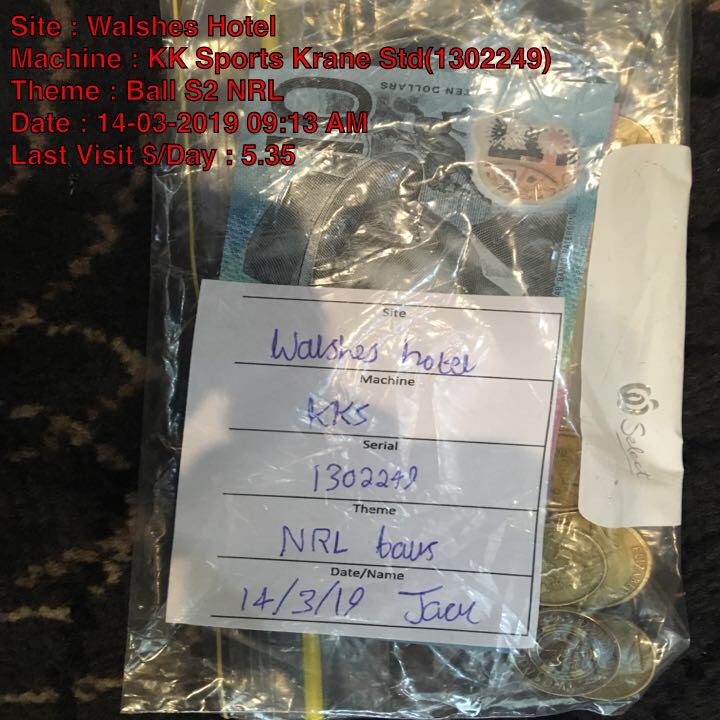 Site : Walshes Hotel
Machine : KK Sports Krane Std(1302249)
Theme : Ball S2 NRL
Date : 14-03-2019 09:13 AM
Last Visit $/Day : 5.35
TEN DOLLARS
Site
Walshes hotel
Machine
KKS
Serial
1302249
Theme
NRL balls
Date/Name
14/3/19 Jack
Select